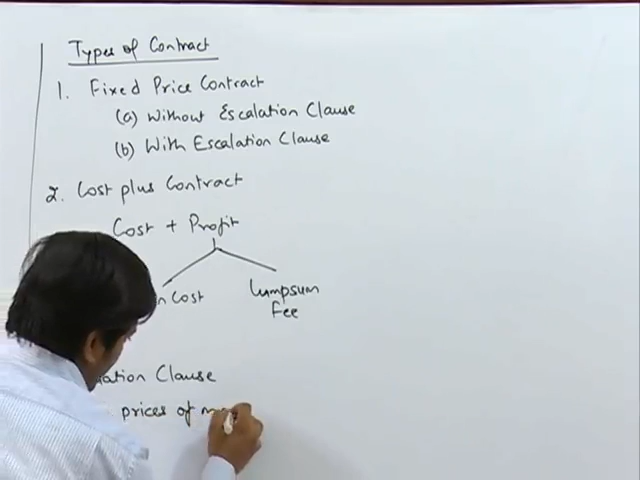 Types of Contract
1. Fixed Price Contract
(a) Without Escalation Clause
(b) With Escalation Clause
2. Cost plus Contract
Cost + Profit
Cost
Lumpsum
Fee
Clause
prices of